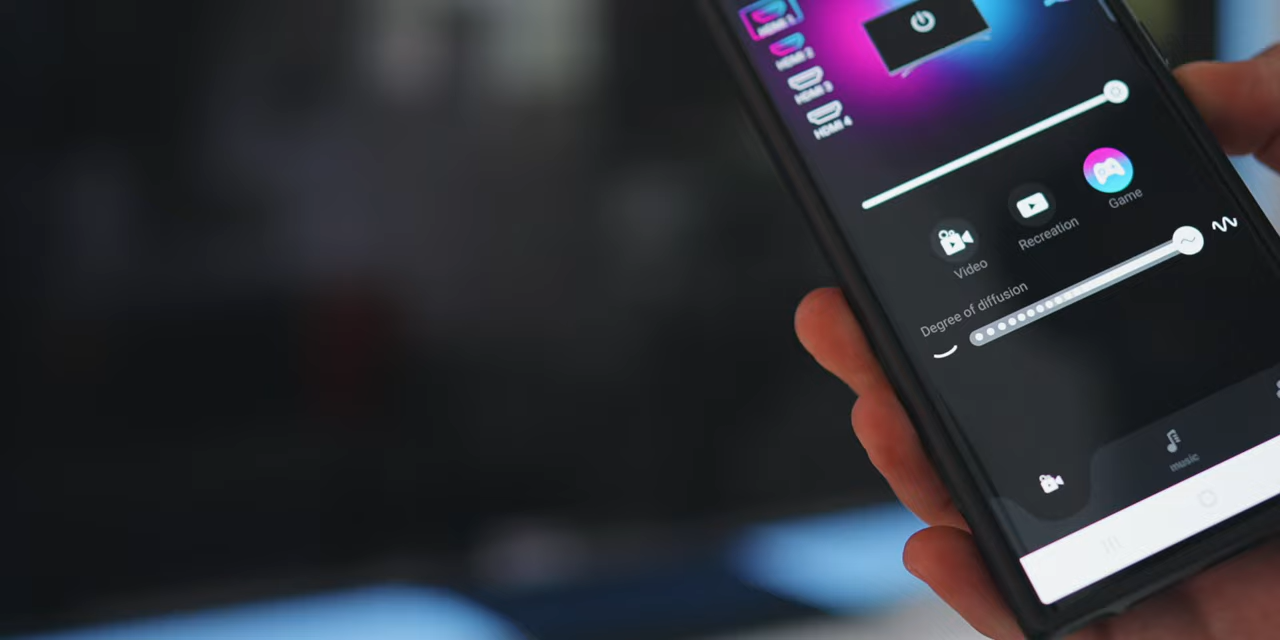 HDMI 1
HDMI 2
HDMI 3
HDMI 4
Video
Recreation
Game
Degree of diffusion
music